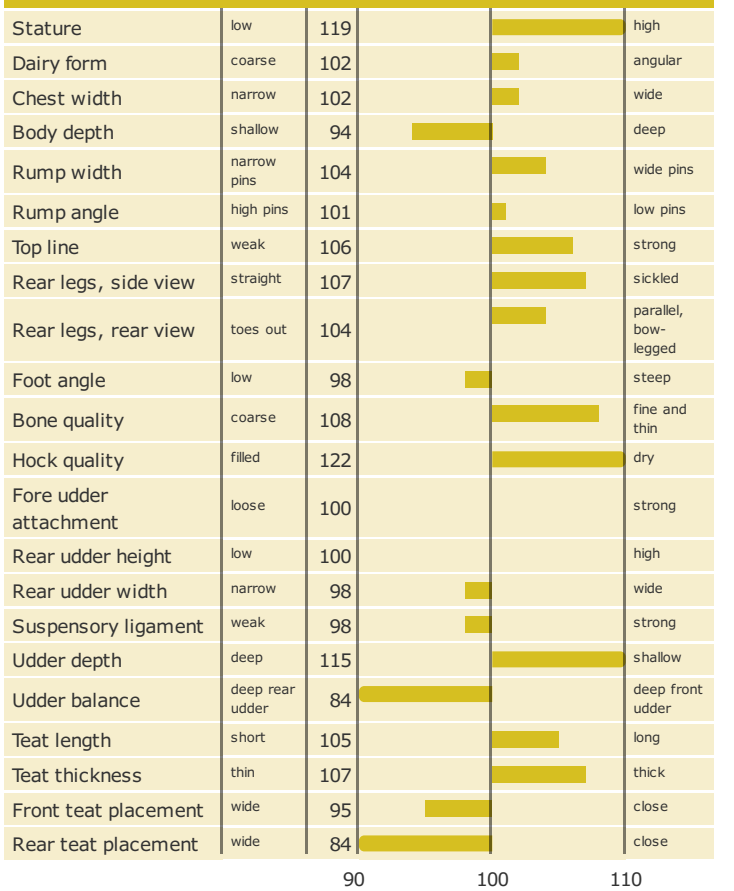 Stature low 119 high
Dairy form coarse 102 angular
Chest width narrow 102 wide
Body depth shallow 94 deep
Rump width narrow pins 104 wide pins
Rump angle high pins 101 low pins
Top line weak 106 strong
Rear legs, side view straight 107 sickled
Rear legs, rear view toes out 104 parallel, bow-legged
Foot angle low 98 steep
Bone quality coarse 108 fine and thin
Hock quality filled 122 dry
Fore udder attachment loose 100 strong
Rear udder height low 100 high
Rear udder width narrow 98 wide
Suspensory ligament weak 98 strong
Udder depth deep 115 shallow
Udder balance deep rear udder 84 deep front udder
Teat length short 105 long
Teat thickness thin 107 thick
Front teat placement wide 95 close
Rear teat placement wide 84 close
90 100 110